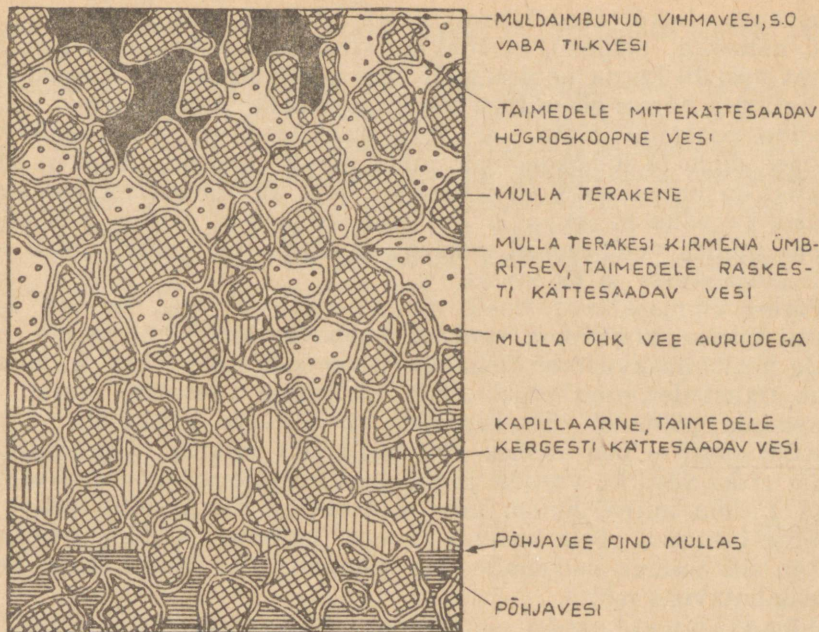 MULDAIMBUNUD VIHMAVESI, S.O
VABA TILKVESI
TAIMEDELE MITTEKÄTTESAADAV
HÜGROSKOOPNE VESI
MULLA TERAKENE
MULLA TERAKESI KIRMENA ÜMB-
RITSEV, TAIMEDELE RASKES-
TI KÄTTESAADAV VESI
MULLA ÕHK VEE AURUDEGA
KAPILLAARNE, TAIMEDELE
KERGESTI KÄTTESAADAV VESI
PÕHJAVEE PIND MULLAS
PÕHJAVESI